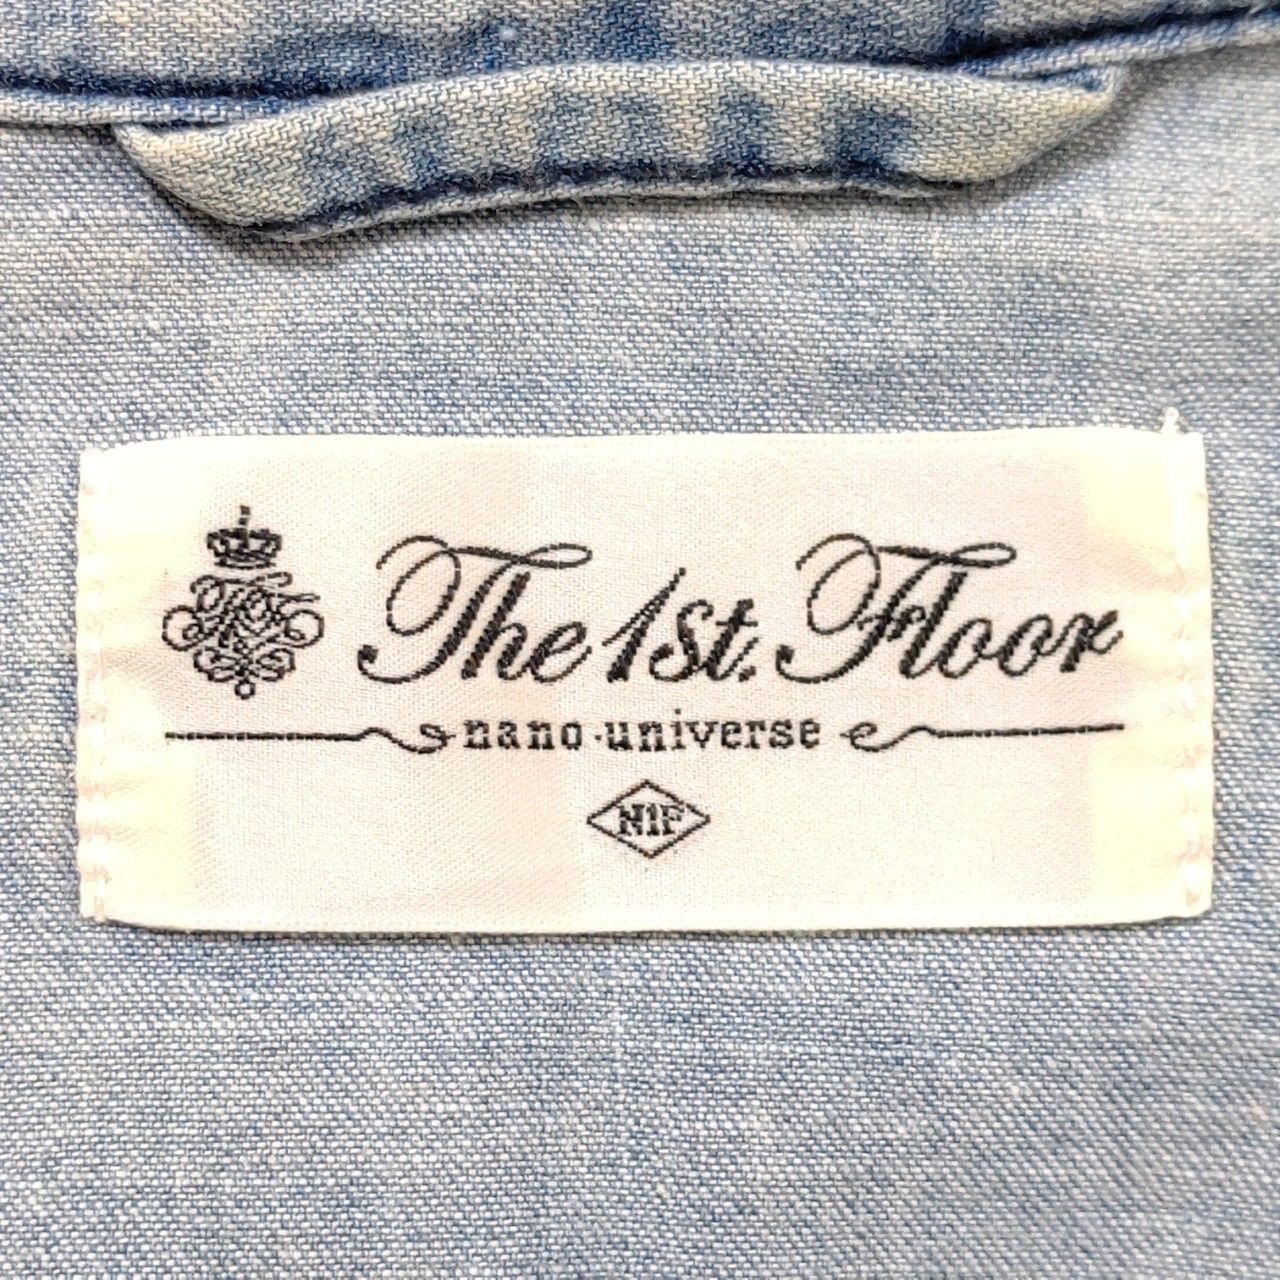 The 1st. Floor
nano·universe
N1F